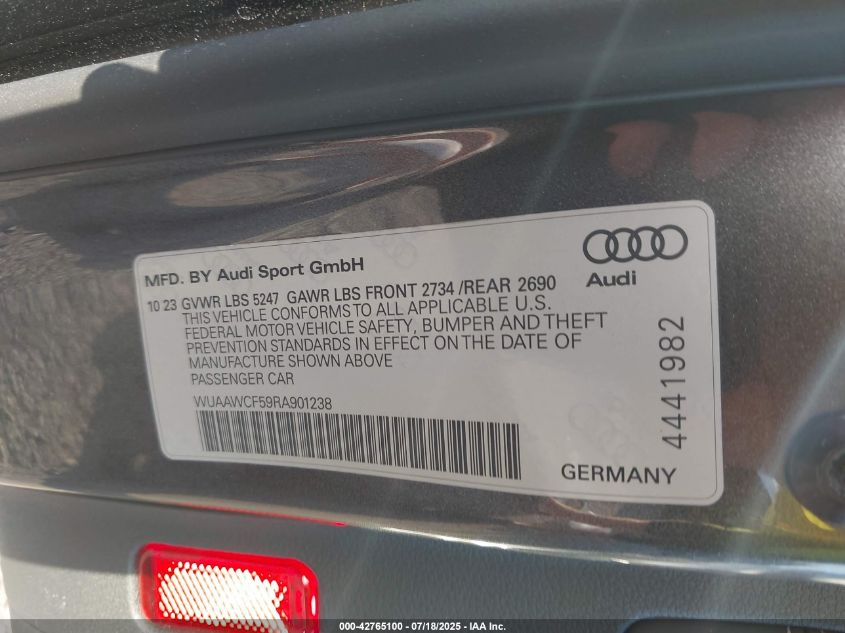 MFD. BY Audi Sport GmbH
Audi
10 23 GVWR LBS 5247 GAWR LBS FRONT 2734 /REAR 2690
THIS VEHICLE CONFORMS TO ALL APPLICABLE U.S.
FEDERAL MOTOR VEHICLE SAFETY, BUMPER AND THEFT
PREVENTION STANDARDS IN EFFECT ON THE DATE OF
MANUFACTURE SHOWN ABOVE
PASSENGER CAR
WUAAWCF59RA901238
4441982
GERMANY
000-42765100 - 07/18/2025 - IAA Inc.